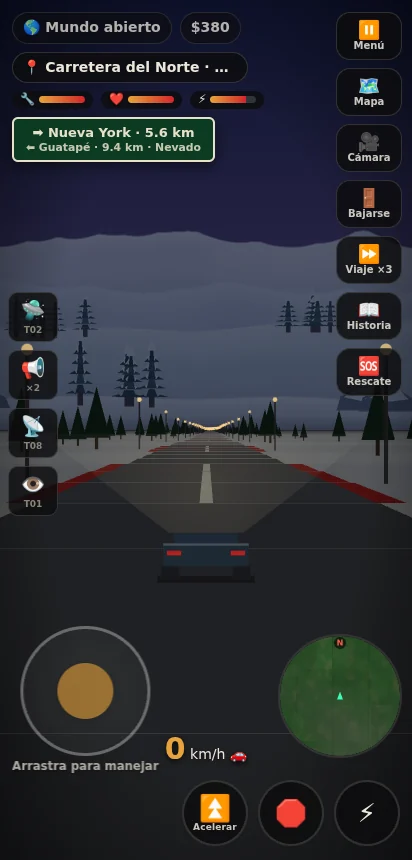 Mundo abierto
$380
Menú
Carretera del Norte · ...
Mapa
➡ Nueva York · 5.6 km
⬅ Guatapé · 9.4 km · Nevado
Cámara
Bajarse
Viaje ×3
T02
Historia
×2
SOS
Rescate
T08
T01
N
0 km/h
Arrastra para manejar
Acelerar